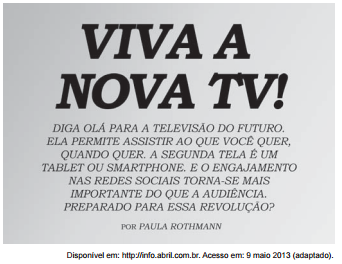 VIVA A
NOVA TV!
DIGA OLÁ PARA A TELEVISÃO DO FUTURO.
ELA PERMITE ASSISTIR AO QUE VOCÊ QUER,
QUANDO QUER. A SEGUNDA TELA É UM
TABLET OU SMARTPHONE. E O ENGAJAMENTO
NAS REDES SOCIAIS TORNA-SE MAIS
IMPORTANTE DO QUE A AUDIÊNCIA.
PREPARADO PARA ESSA REVOLUÇÃO?
POR PAULA ROTHMANN
Disponível em: http://info.abril.com.br. Acesso em: 9 maio 2013 (adaptado).